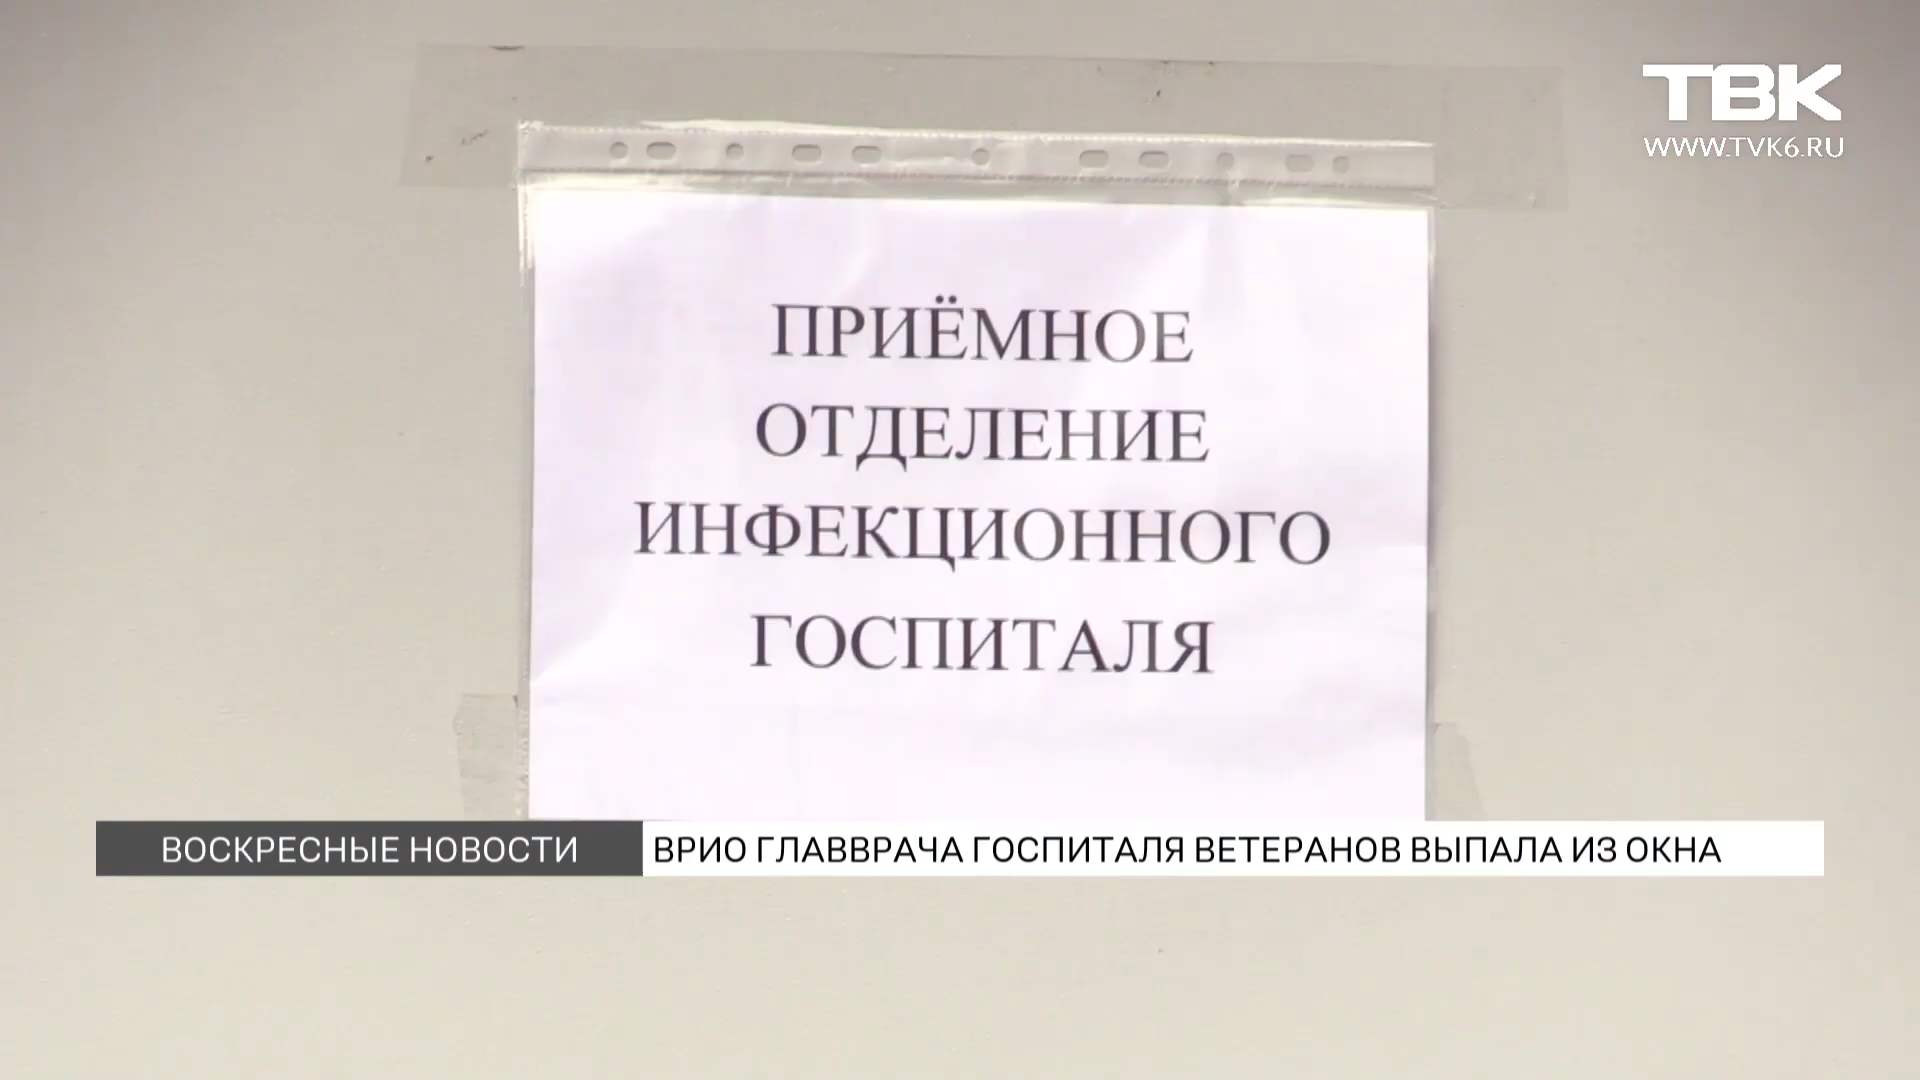 ТВК
WWW.TVK6.RU
ПРИЁМНОЕ
ОТДЕЛЕНИЕ
ИНФЕКЦИОННОГО
ГОСПИТАЛЯ
ВОСКРЕСНЫЕ НОВОСТИ
ВРИО ГЛАВВРАЧА ГОСПИТАЛЯ ВЕТЕРАНОВ ВЫПАЛА ИЗ ОКНА